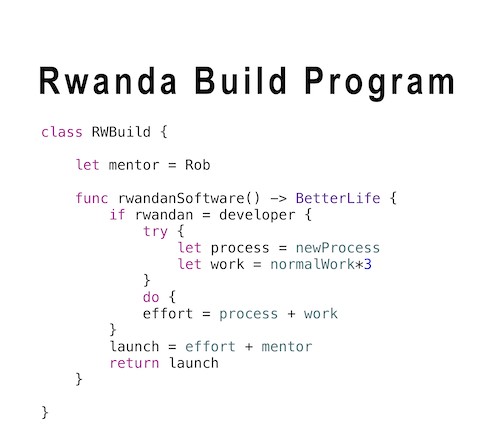 Rwanda Build Program
class RWBuild {
let mentor = Rob
func rwandanSoftware() -> BetterLife {
if rwandan = developer {
try {
let process = newProcess
let work = normalWork*3
}
do {
effort = process + work
}
launch = effort + mentor
return launch
}
}